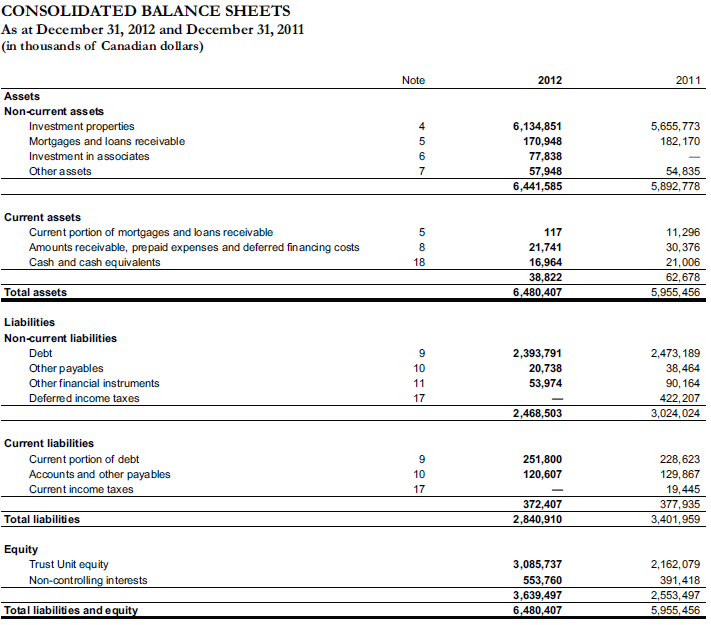 CONSOLIDATED BALANCE SHEETS
As at December 31, 2012 and December 31, 2011
(in thousands of Canadian dollars)
Note 2012 2011
Assets
Non-current assets
Investment properties 4 6,134,851 5,655,773
Mortgages and loans receivable 5 170,948 182,170
Investment in associates 6 77,838 —
Other assets 7 57,948 54,835
6,441,585 5,892,778
Current assets
Current portion of mortgages and loans receivable 5 117 11,296
Amounts receivable, prepaid expenses and deferred financing costs 8 21,741 30,376
Cash and cash equivalents 18 16,964 21,006
38,822 62,678
Total assets 6,480,407 5,955,456
Liabilities
Non-current liabilities
Debt 9 2,393,791 2,473,189
Other payables 10 20,738 38,464
Other financial instruments 11 53,974 90,164
Deferred income taxes 17 — 422,207
2,468,503 3,024,024
Current liabilities
Current portion of debt 9 251,800 228,623
Accounts and other payables 10 120,607 129,867
Current income taxes 17 — 19,445
372,407 377,935
Total liabilities 2,840,910 3,401,959
Equity
Trust Unit equity 3,085,737 2,162,079
Non-controlling interests 553,760 391,418
3,639,497 2,553,497
Total liabilities and equity 6,480,407 5,955,456